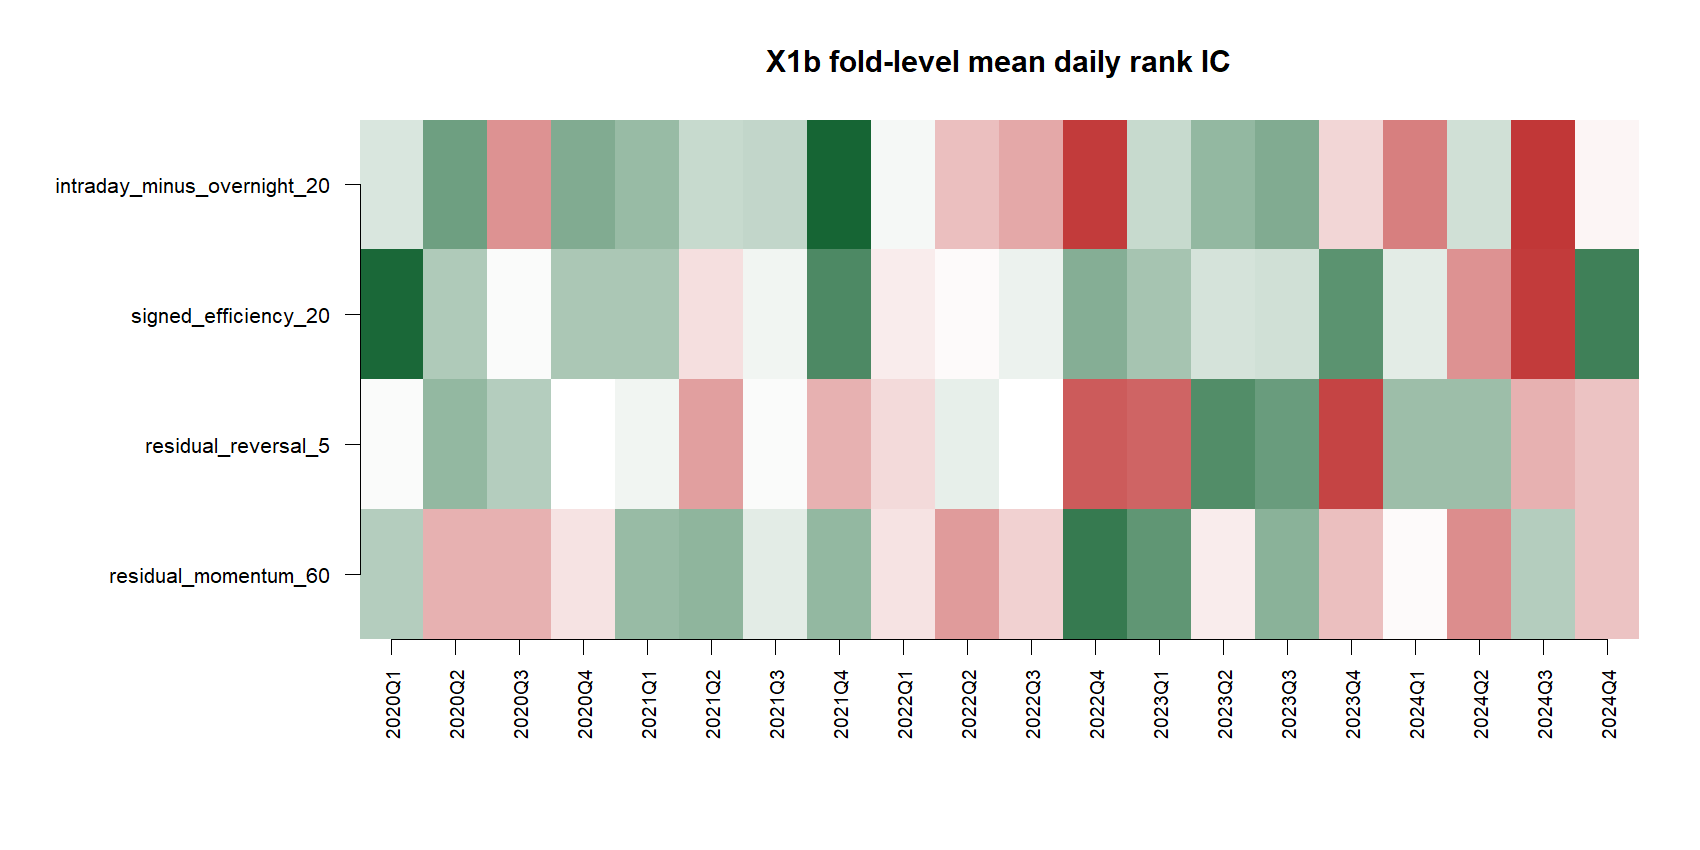 X1b fold-level mean daily rank IC
intraday_minus_overnight_20
signed_efficiency_20
residual_reversal_5
residual_momentum_60
2020Q1
2020Q2
2020Q3
2020Q4
2021Q1
2021Q2
2021Q3
2021Q4
2022Q1
2022Q2
2022Q3
2022Q4
2023Q1
2023Q2
2023Q3
2023Q4
2024Q1
2024Q2
2024Q3
2024Q4